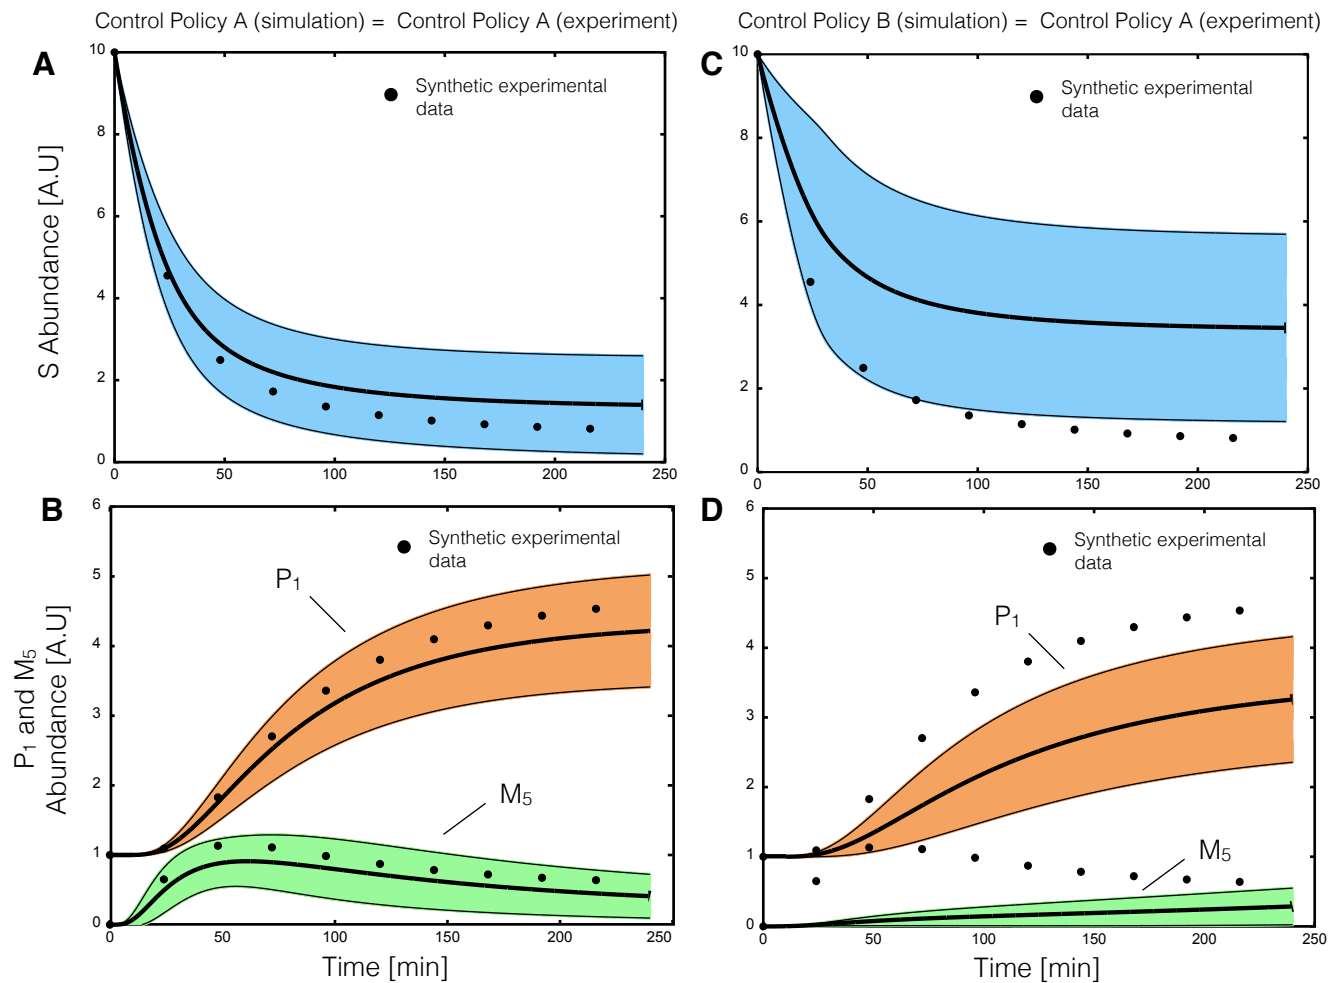 Control Policy A (simulation) = Control Policy A (experiment)
Control Policy B (simulation) = Control Policy A (experiment)
A
10
8
6
4
2
0
S Abundance [A.U]
Synthetic experimental
data
0 50 100 150 200 250
C
10
8
6
4
2
0
Synthetic experimental
data
0 50 100 150 200 250
B
6
5
4
3
2
1
0
P1 and M5
Abundance [A.U]
Synthetic experimental
data
P1
M5
0 50 100 150 200 250
Time [min]
D
6
5
4
3
2
1
0
Synthetic experimental
data
P1
M5
0 50 100 150 200 250
Time [min]